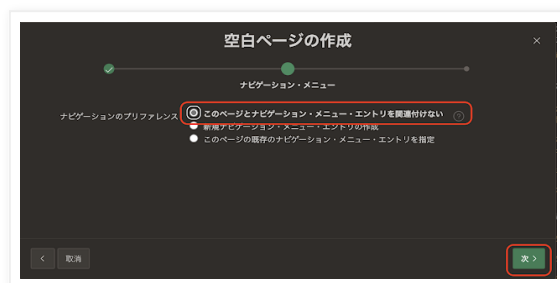 空白ページの作成
ナビゲーション・メニュー
ナビゲーションのプリファレンス
このページとナビゲーション・メニュー・エントリを関連付けない
新規ナビゲーション・メニュー・エントリの作成
このページの既存のナビゲーション・メニュー・エントリを指定
取消
次 >